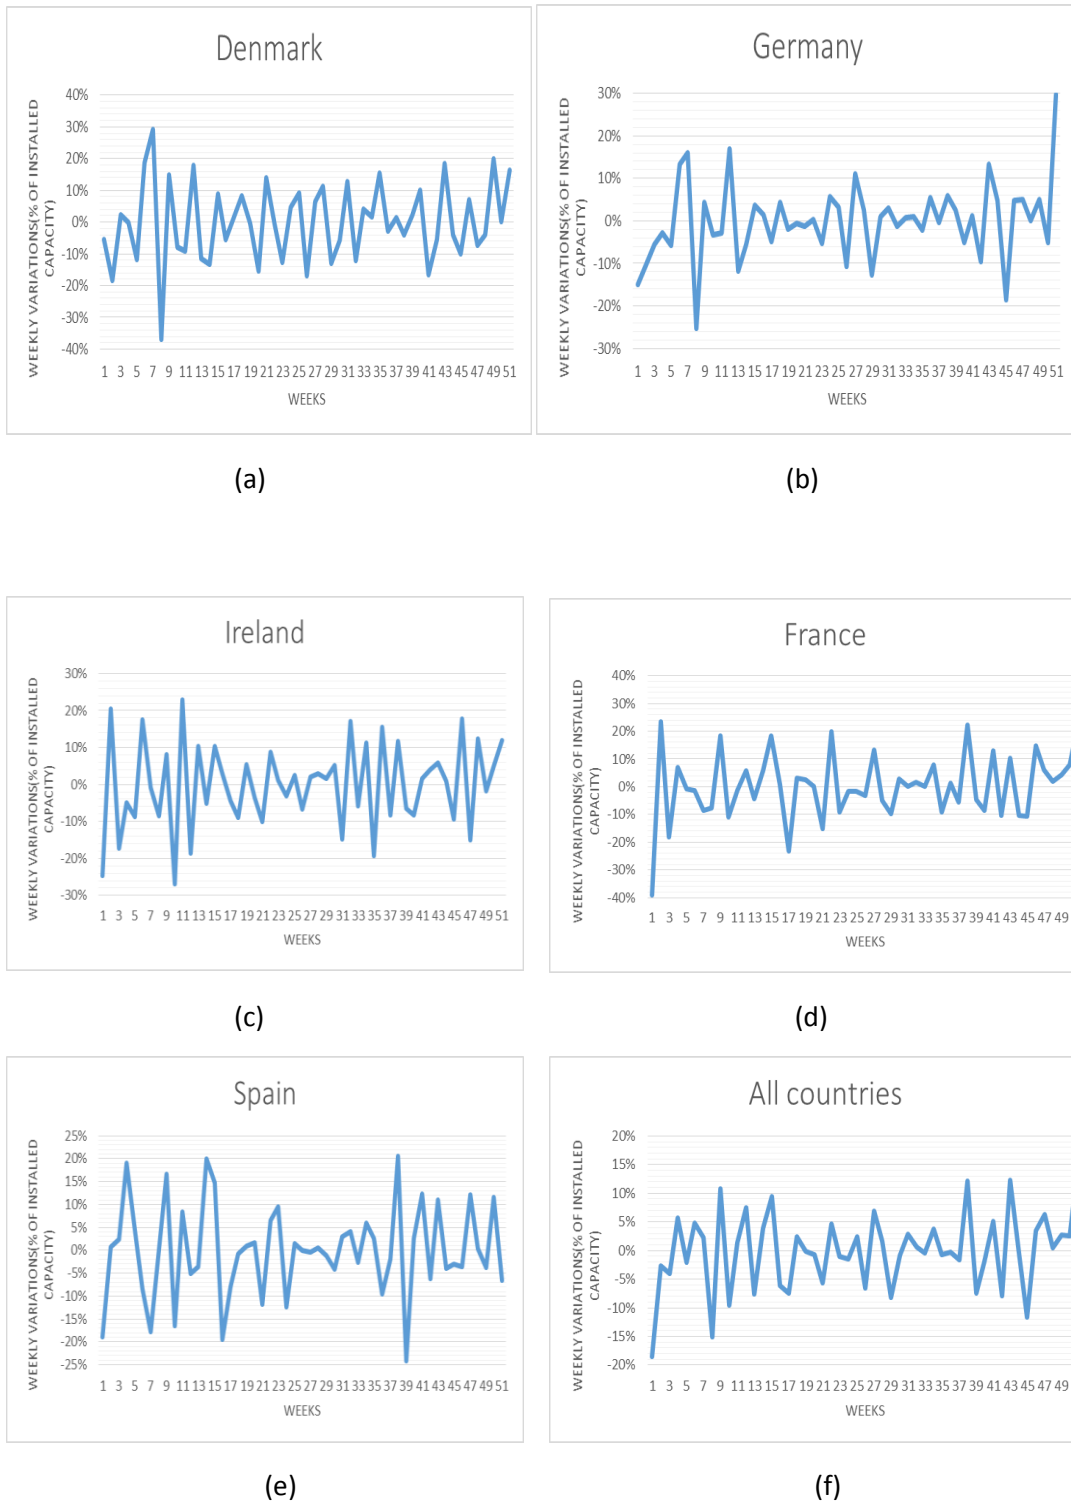 Denmark
WEEKLY VARIATIONS(% OF INSTALLED
CAPACITY)
40%
30%
20%
10%
0%
-10%
-20%
-30%
-40%
1 3 5 7 9 11 13 15 17 19 21 23 25 27 29 31 33 35 37 39 41 43 45 47 49 51
WEEKS
(a)
Germany
WEEKLY VARIATIONS(% OF INSTALLED
CAPACITY)
30%
20%
10%
0%
-10%
-20%
-30%
1 3 5 7 9 11 13 15 17 19 21 23 25 27 29 31 33 35 37 39 41 43 45 47 49 51
WEEKS
(b)
Ireland
WEEKLY VARIATIONS(% OF INSTALLED
CAPACITY)
30%
20%
10%
0%
-10%
-20%
-30%
1 3 5 7 9 11 13 15 17 19 21 23 25 27 29 31 33 35 37 39 41 43 45 47 49 51
WEEKS
(c)
France
WEEKLY VARIATIONS(% OF INSTALLED
CAPACITY)
40%
30%
20%
10%
0%
-10%
-20%
-30%
-40%
1 3 5 7 9 11 13 15 17 19 21 23 25 27 29 31 33 35 37 39 41 43 45 47 49
WEEKS
(d)
Spain
WEEKLY VARIATIONS(% OF INSTALLED
CAPACITY)
25%
20%
15%
10%
5%
0%
-5%
-10%
-15%
-20%
-25%
1 3 5 7 9 11 13 15 17 19 21 23 25 27 29 31 33 35 37 39 41 43 45 47 49 51
WEEKS
(e)
All countries
WEEKLY VARIATIONS(% OF INSTALLED
CAPACITY)
20%
15%
10%
5%
0%
-5%
-10%
-15%
-20%
1 3 5 7 9 11 13 15 17 19 21 23 25 27 29 31 33 35 37 39 41 43 45 47 49
WEEKS
(f)